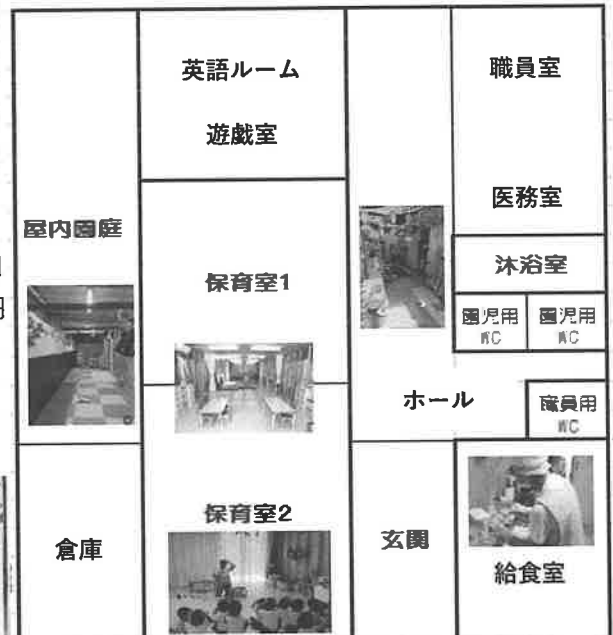 英語ルーム
遊戯室
職員室
医務室
屋内園庭
保育室1
沐浴室
園児用
WC
園児用
WC
ホール
職員用
WC
倉庫
保育室2
玄関
給食室